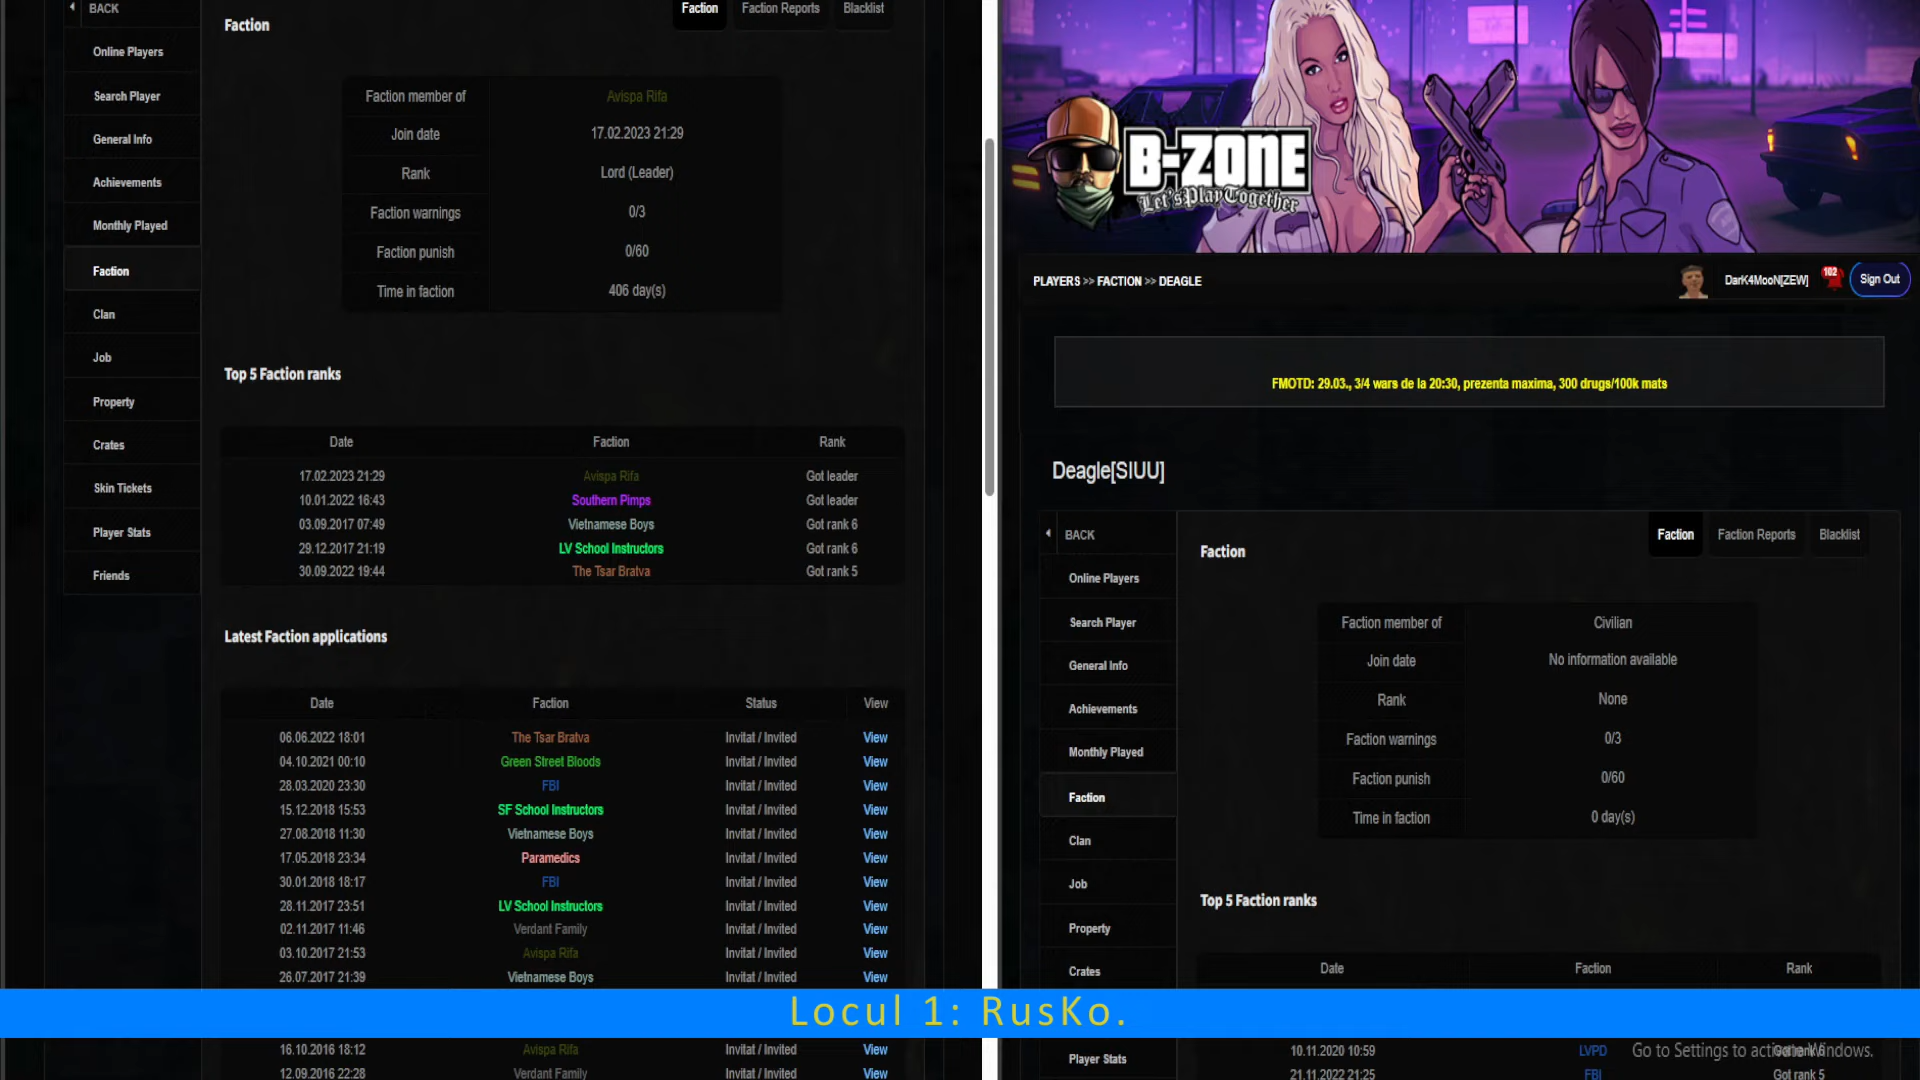 BACK
Online Players
Search Player
General Info
Achievements
Monthly Played
Faction
Clan
Job
Property
Crates
Skin Tickets
Player Stats
Friends
Faction
Faction Faction Reports Blacklist
Faction member of Avispa Rifa
Join date 17.02.2023 21:29
Rank Lord (Leader)
Faction warnings 0/3
Faction punish 0/60
Time in faction 406 day(s)
Top 5 Faction ranks
Date Faction Rank
17.02.2023 21:29 Avispa Rifa Got leader
10.01.2022 16:43 Southern Pimps Got leader
03.09.2017 07:49 Vietnamese Boys Got rank 6
29.12.2017 21:19 LV School Instructors Got rank 6
30.09.2022 19:44 The Tsar Bratva Got rank 5
Latest Faction applications
Date Faction Status View
06.06.2022 18:01 The Tsar Bratva Invitat / Invited View
04.10.2021 00:10 Green Street Bloods Invitat / Invited View
28.03.2020 23:30 FBI Invitat / Invited View
15.12.2018 15:53 SF School Instructors Invitat / Invited View
27.08.2018 11:30 Vietnamese Boys Invitat / Invited View
17.05.2018 23:34 Paramedics Invitat / Invited View
30.01.2018 18:17 FBI Invitat / Invited View
28.11.2017 23:51 LV School Instructors Invitat / Invited View
02.11.2017 11:46 Verdant Family Invitat / Invited View
03.10.2017 21:53 Avispa Rifa Invitat / Invited View
26.07.2017 21:39 Vietnamese Boys Invitat / Invited View
16.10.2016 18:12 Avispa Rifa Invitat / Invited View
12.09.2016 22:28 Verdant Family Invitat / Invited View
B-ZONE
Let's Play Together
PLAYERS >> FACTION >> DEAGLE
DarK4MooN[ZEW] 102 Sign Out
FMOTD: 29.03., 3/4 wars de la 20:30, prezenta maxima, 300 drugs/100k mats
Deagle[SIUU]
BACK
Online Players
Search Player
General Info
Achievements
Monthly Played
Faction
Clan
Job
Property
Crates
Player Stats
Faction
Faction Faction Reports Blacklist
Faction member of Civilian
Join date No information available
Rank None
Faction warnings 0/3
Faction punish 0/60
Time in faction 0 day(s)
Top 5 Faction ranks
Date Faction Rank
10.11.2020 10:59 LVPD Got rank 6
21.11.2022 21:25 FBI Got rank 5
Go to Settings to activate Windows.
Locul 1: RusKo.